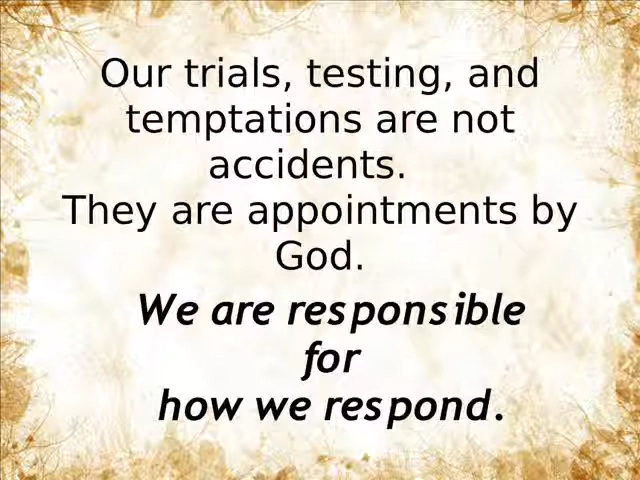 Our trials, testing, and
temptations are not
accidents.
They are appointments by
God.
We are responsible
for
how we respond.